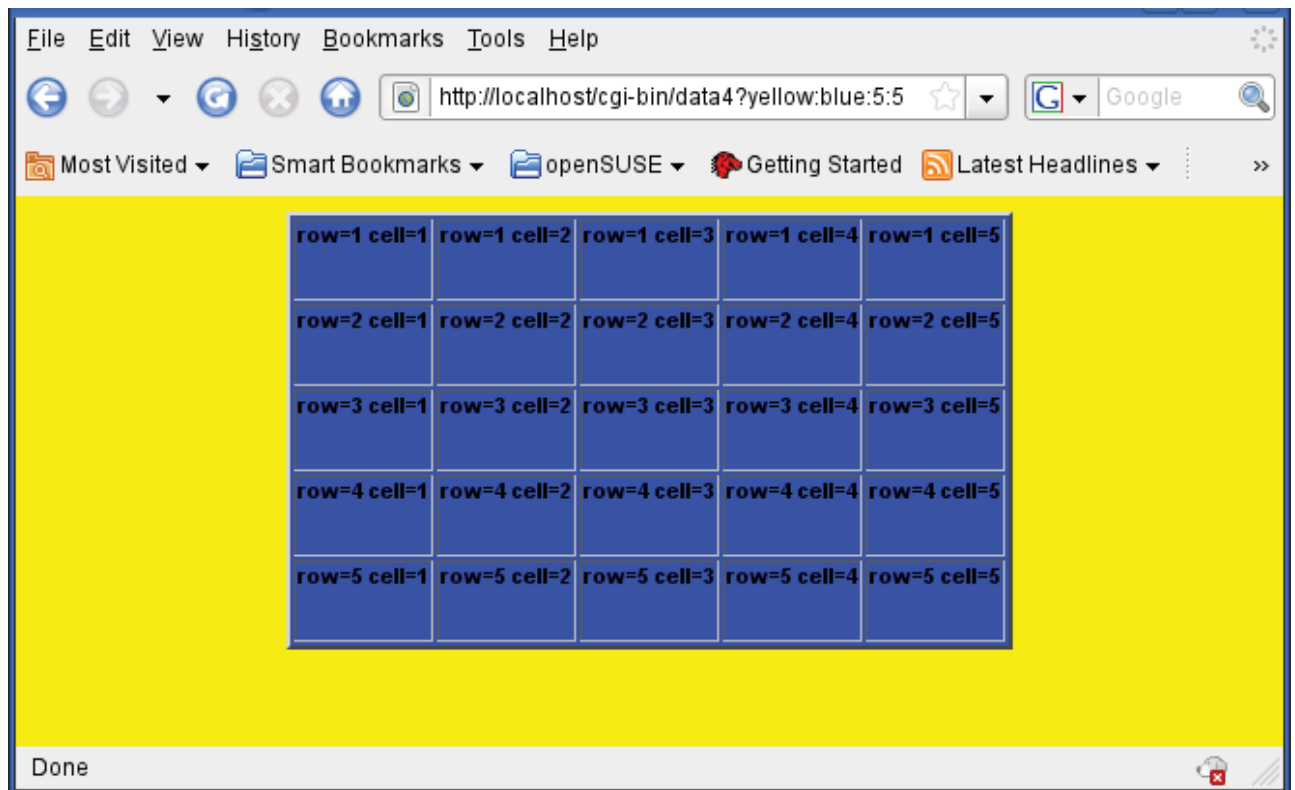 File Edit View History Bookmarks Tools Help
http://localhost/cgi-bin/data4?yellow:blue:5:5 G Google
Most Visited Smart Bookmarks openSUSE Getting Started Latest Headlines »
row=1 cell=1 row=1 cell=2 row=1 cell=3 row=1 cell=4 row=1 cell=5
row=2 cell=1 row=2 cell=2 row=2 cell=3 row=2 cell=4 row=2 cell=5
row=3 cell=1 row=3 cell=2 row=3 cell=3 row=3 cell=4 row=3 cell=5
row=4 cell=1 row=4 cell=2 row=4 cell=3 row=4 cell=4 row=4 cell=5
row=5 cell=1 row=5 cell=2 row=5 cell=3 row=5 cell=4 row=5 cell=5
Done